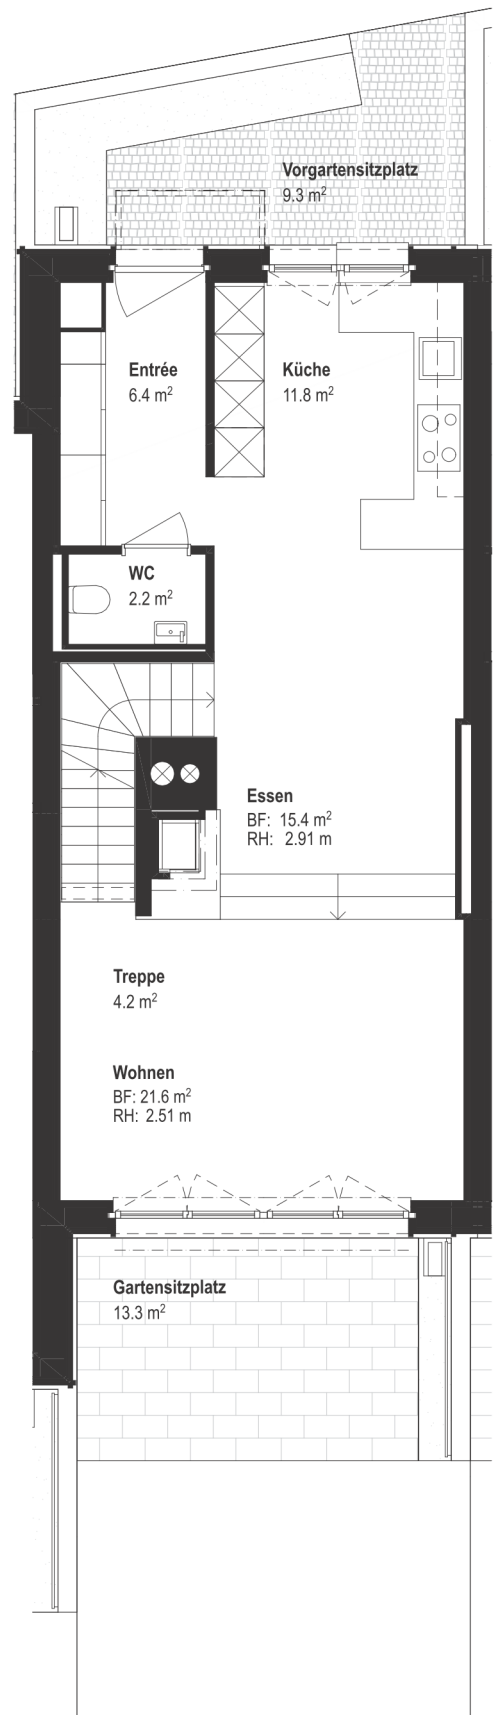 Vorgartensitzplatz
9.3 m²
Entrée
6.4 m²
Küche
11.8 m²
WC
2.2 m²
Essen
BF: 15.4 m²
RH: 2.91 m
Treppe
4.2 m²
Wohnen
BF: 21.6 m²
RH: 2.51 m
Gartensitzplatz
13.3 m²